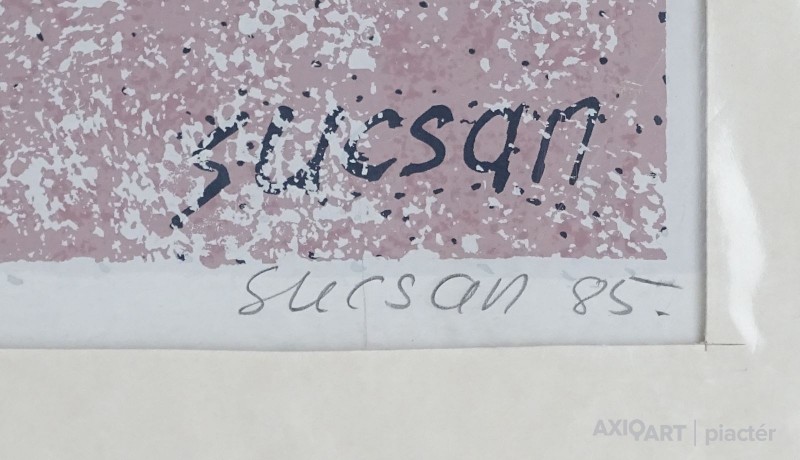 sucsan
sucsan 85.
AXIOART | piactér